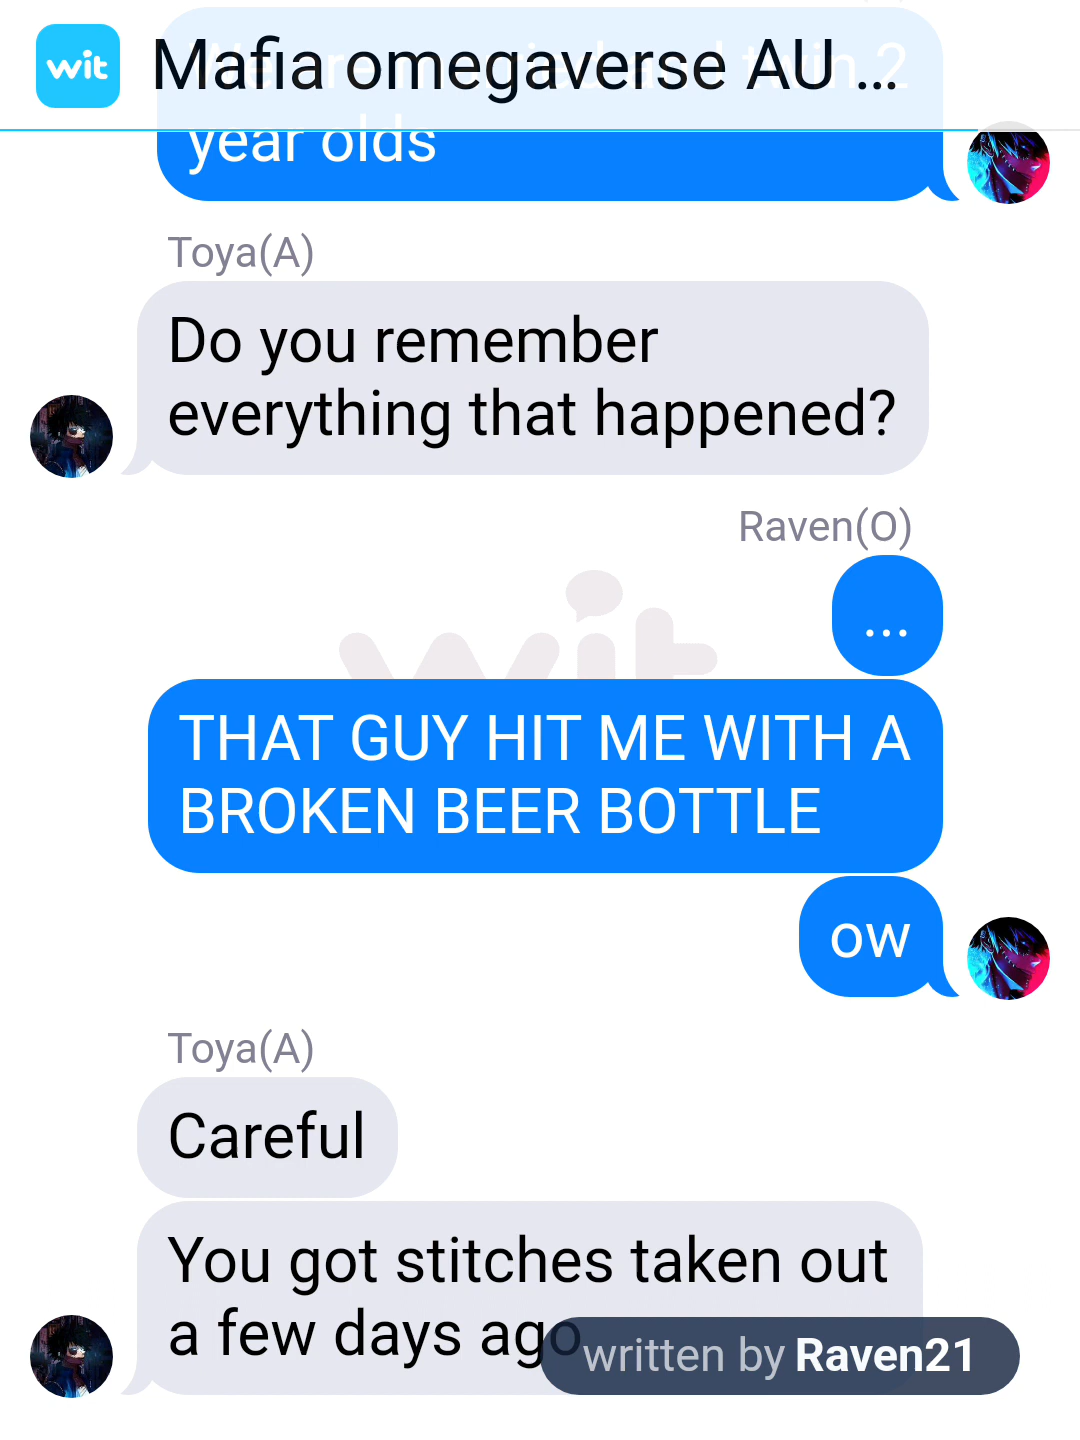 wit
Mafia omegaverse AU ...
year olds
Toya(A)
Do you remember
everything that happened?
Raven(O)
...
wit
THAT GUY HIT ME WITH A
BROKEN BEER BOTTLE
ow
Toya(A)
Careful
You got stitches taken out
a few days ago
written by Raven21